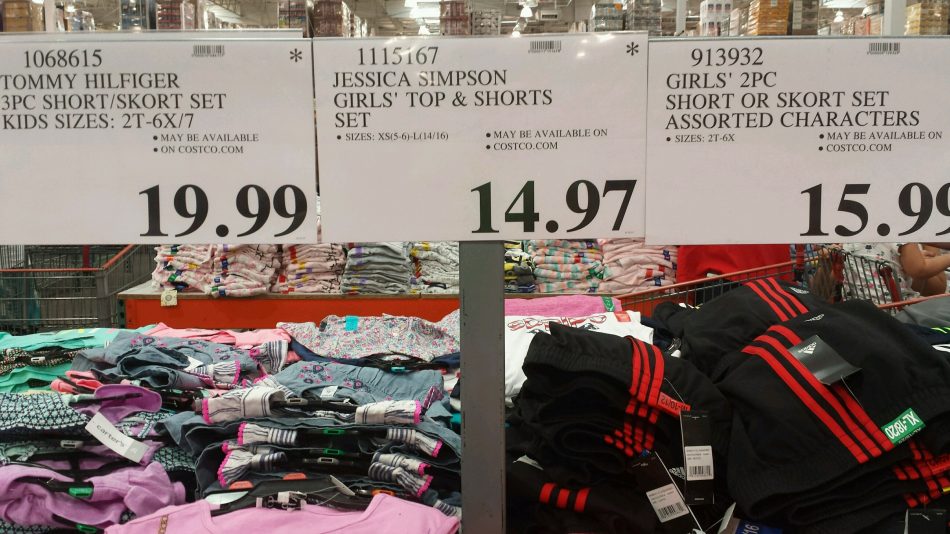 1068615
*
TOMMY HILFIGER
3PC SHORT/SKORT SET
KIDS SIZES: 2T-6X/7
• MAY BE AVAILABLE
• ON COSTCO.COM
19.99
1115167
*
JESSICA SIMPSON
GIRLS' TOP & SHORTS
SET
• SIZES: XS(5-6)-L(14/16)
• MAY BE AVAILABLE ON
• COSTCO.COM
14.97
913932
GIRLS' 2PC
SHORT OR SKORT SET
ASSORTED CHARACTERS
• SIZES: 2T-6X
• MAY BE AVAILABLE ON
• COSTCO.COM
15.99
carter's
XL-18/20